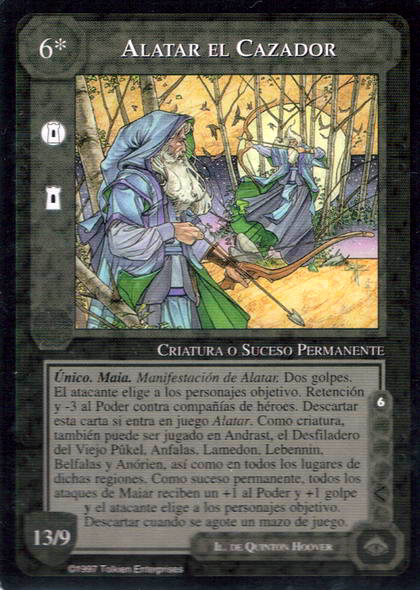 6*
ALATAR EL CAZADOR
CRIATURA O SUCESO PERMANENTE
Único. Maia. Manifestación de Alatar. Dos golpes.
El atacante elige a los personajes objetivo. Retención
y -3 al Poder contra compañías de héroes. Descartar
esta carta si entra en juego Alatar. Como criatura,
también puede ser jugado en Andrast, el Desfiladero
del Viejo Pûkel, Anfalas, Lamedon, Lebennin,
Belfalas y Anórien, así como en todos los lugares de
dichas regiones. Como suceso permanente, todos los
ataques de Maiar reciben un +1 al Poder y +1 golpe
y el atacante elige a los personajes objetivo.
Descartar cuando se agote un mazo de juego.
6
13/9
IL. DE QUINTON HOOVER
©1997 Tolkien Enterprises